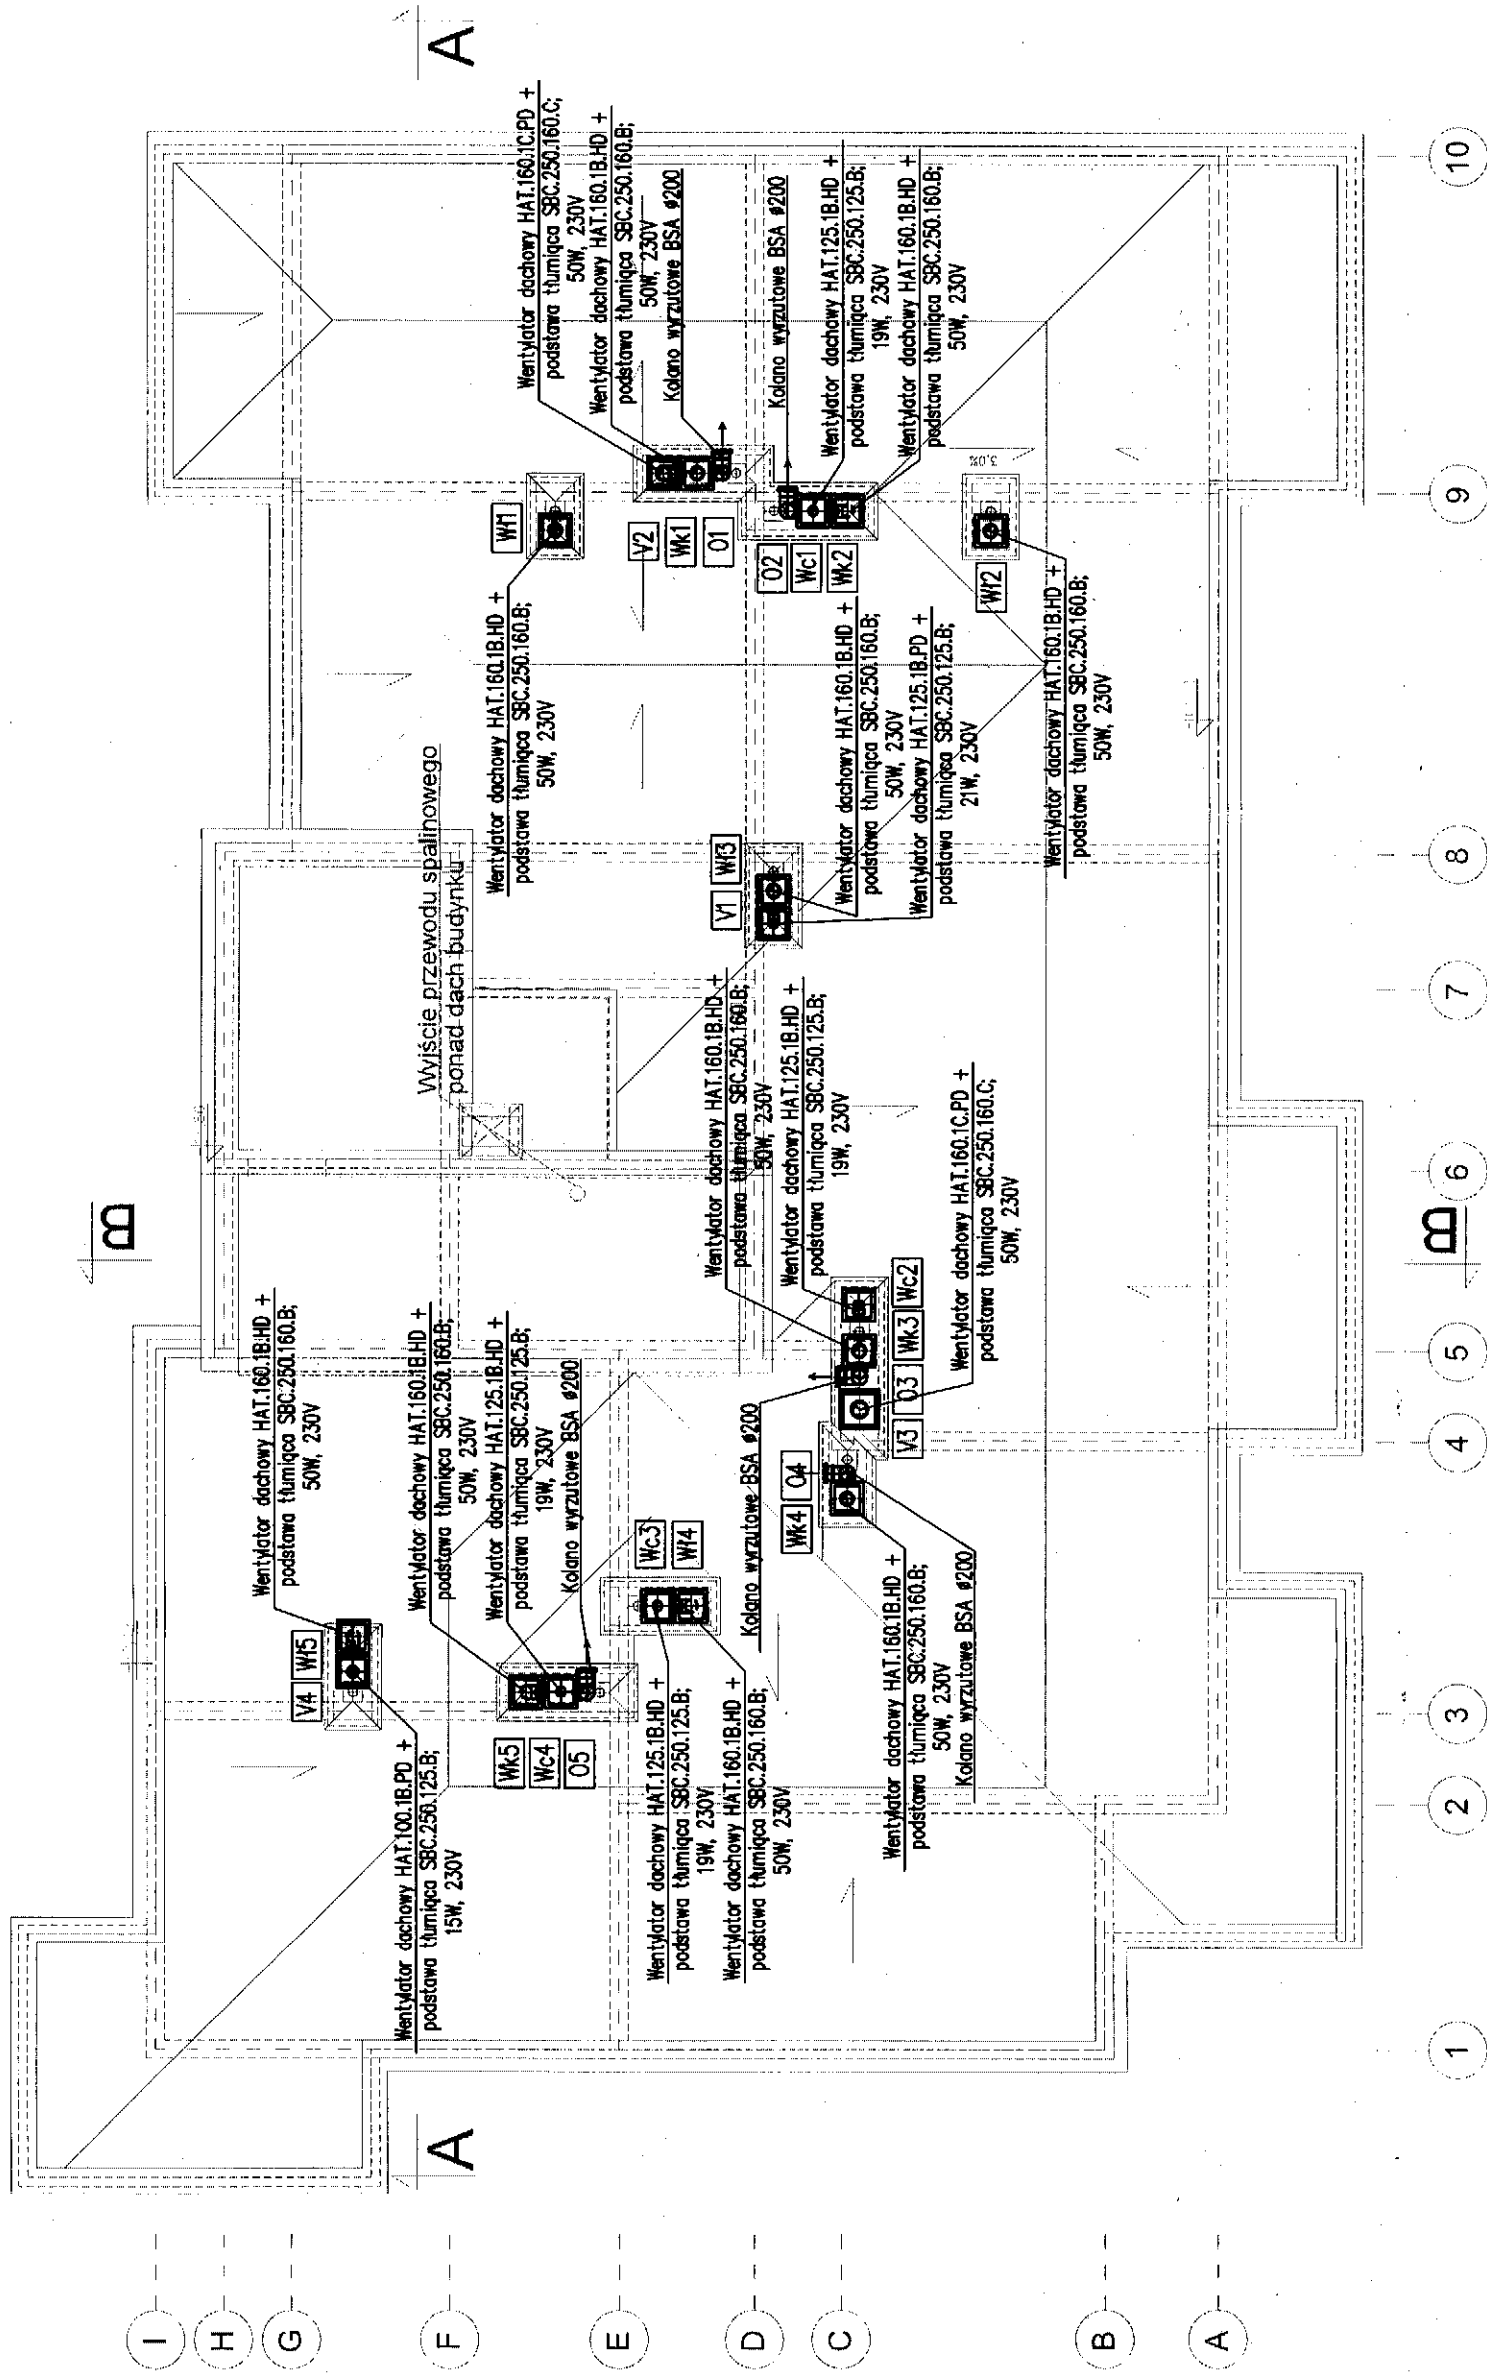 A
Wentylator dachowy HAT.160.1C.PD +
podstawa tłumiąca SBC.250.160.C;
50W, 230V
Wentylator dachowy HAT.160.1B.HD +
podstawa tłumiąca SBC.250.160.B;
50W, 230V
Kolano wyrzutowe BSA ø200
Kolano wyrzutowe BSA ø200
Wentylator dachowy HAT.125.1B.HD +
podstawa tłumiąca SBC.250.125.B;
19W, 230V
Wentylator dachowy HAT.160.1B.HD +
podstawa tłumiąca SBC.250.160.B;
50W, 230V
3,0%
Wł1
V2
Wk1
O1
O2
Wc1
Wk2
Wł2
Wentylator dachowy HAT.160.1B.HD +
podstawa tłumiąca SBC.250.160.B;
50W, 230V
Wentylator dachowy HAT.160.1B.HD +
podstawa tłumiąca SBC.250.160.B;
50W, 230V
Wentylator dachowy HAT.125.1B.PD +
podstawa tłumiąca SBC.250.125.B;
21W, 230V
Wentylator dachowy HAT.160.1B.HD +
podstawa tłumiąca SBC.250.160.B;
50W, 230V
Wyjście przewodu spalinowego
ponad dach budynku
V1
Wł3
Wentylator dachowy HAT.160.1B.HD +
podstawa tłumiąca SBC.250.160.B;
50W, 230V
Wentylator dachowy HAT.125.1B.HD +
podstawa tłumiąca SBC.250.125.B;
19W, 230V
Wentylator dachowy HAT.160.1C.PD +
podstawa tłumiąca SBC.250.160.C;
50W, 230V
B
B
V3
O3
Wk3
Wc2
Wentylator dachowy HAT.160.1B.HD +
podstawa tłumiąca SBC.250.160.B;
50W, 230V
Wentylator dachowy HAT.160.1B.HD +
podstawa tłumiąca SBC.250.160.B;
50W, 230V
Wentylator dachowy HAT.125.1B.HD +
podstawa tłumiąca SBC.250.125.B;
19W, 230V
Kolano wyrzutowe BSA ø200
Kolano wyrzutowe BSA ø200
Wk4
O4
Wc3
Wł4
V4
Wł5
Wk5
Wc4
O5
Wentylator dachowy HAT.160.1B.HD +
podstawa tłumiąca SBC.250.160.B;
50W, 230V
Kolano wyrzutowe BSA ø200
Wentylator dachowy HAT.100.1B.PD +
podstawa tłumiąca SBC.250.125.B;
15W, 230V
Wentylator dachowy HAT.125.1B.HD +
podstawa tłumiąca SBC.250.125.B;
19W, 230V
Wentylator dachowy HAT.160.1B.HD +
podstawa tłumiąca SBC.250.160.B;
50W, 230V
A
I
H
G
F
E
D
C
B
A
1
2
3
4
5
6
7
8
9
10